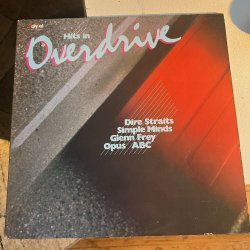 Hits in
Overdrive
Dire Straits
Simple Minds
Glenn Frey
Opus ABC